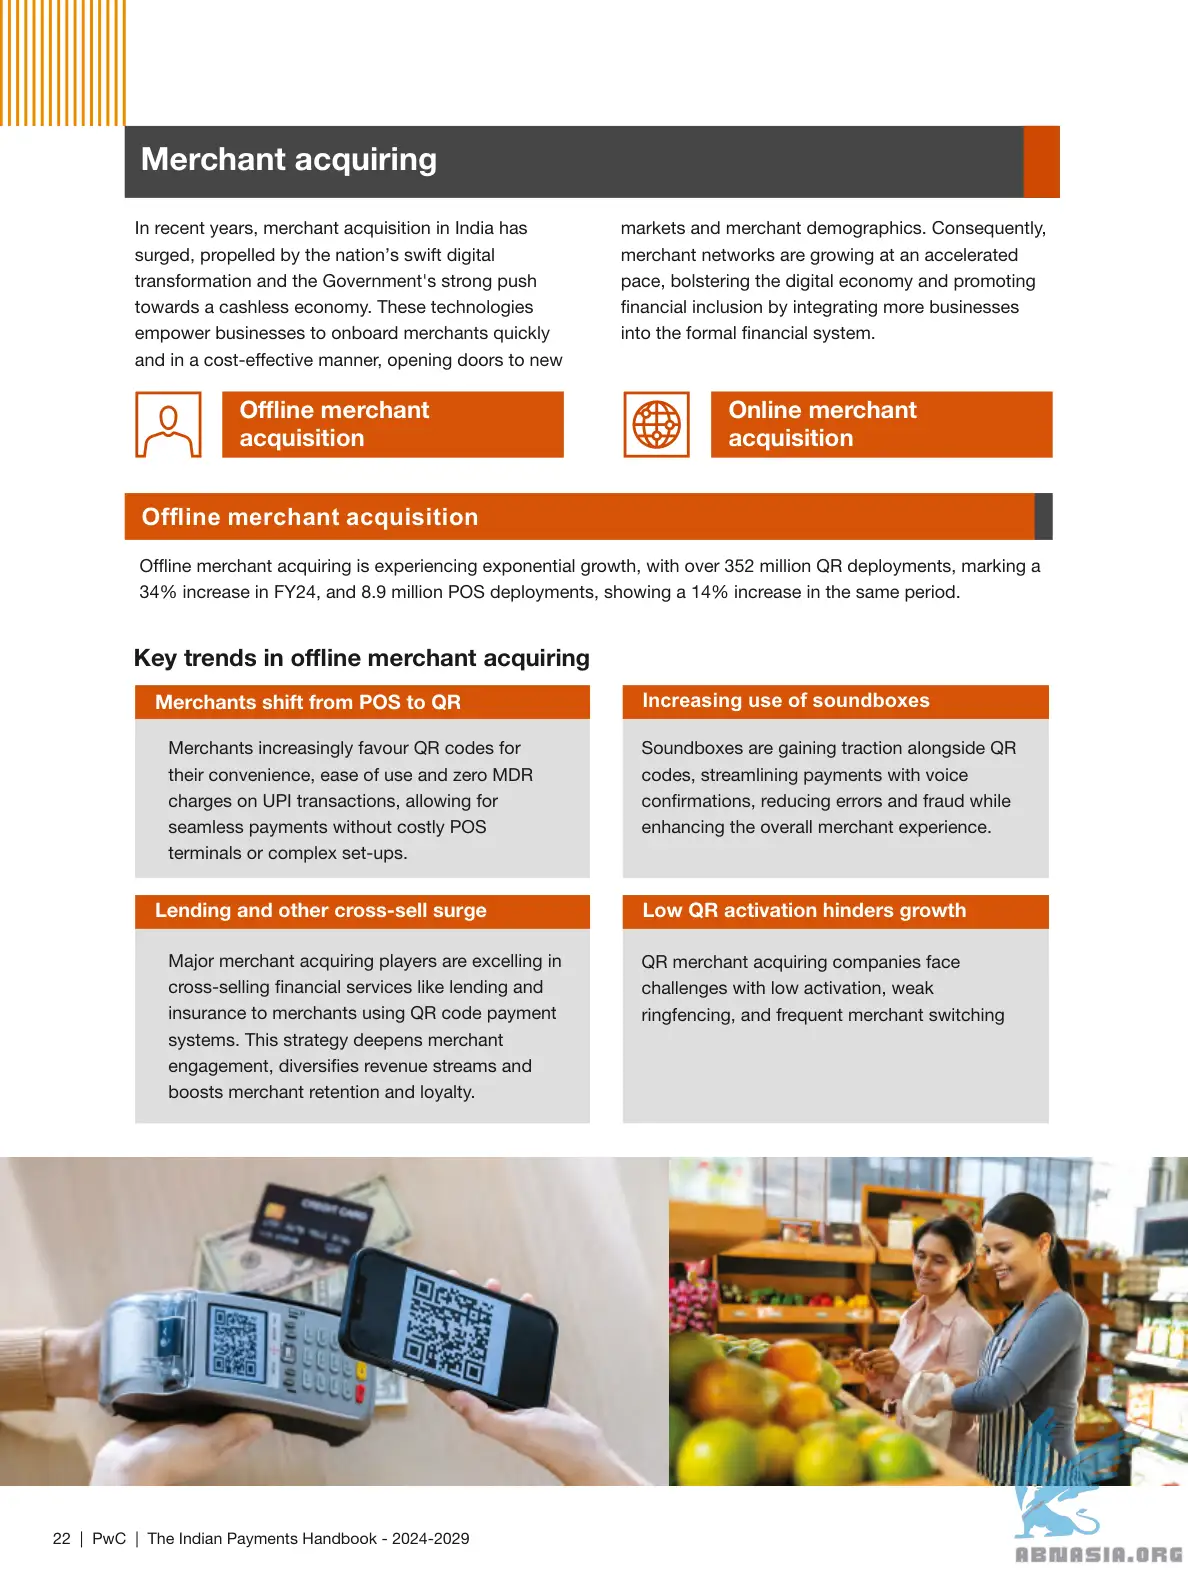 Merchant acquiring
In recent years, merchant acquisition in India has
surged, propelled by the nation’s swift digital
transformation and the Government's strong push
towards a cashless economy. These technologies
empower businesses to onboard merchants quickly
and in a cost-effective manner, opening doors to new
markets and merchant demographics. Consequently,
merchant networks are growing at an accelerated
pace, bolstering the digital economy and promoting
financial inclusion by integrating more businesses
into the formal financial system.
Offline merchant
acquisition
Online merchant
acquisition
Offline merchant acquisition
Offline merchant acquiring is experiencing exponential growth, with over 352 million QR deployments, marking a
34% increase in FY24, and 8.9 million POS deployments, showing a 14% increase in the same period.
Key trends in offline merchant acquiring
Merchants shift from POS to QR
Merchants increasingly favour QR codes for
their convenience, ease of use and zero MDR
charges on UPI transactions, allowing for
seamless payments without costly POS
terminals or complex set-ups.
Increasing use of soundboxes
Soundboxes are gaining traction alongside QR
codes, streamlining payments with voice
confirmations, reducing errors and fraud while
enhancing the overall merchant experience.
Lending and other cross-sell surge
Major merchant acquiring players are excelling in
cross-selling financial services like lending and
insurance to merchants using QR code payment
systems. This strategy deepens merchant
engagement, diversifies revenue streams and
boosts merchant retention and loyalty.
Low QR activation hinders growth
QR merchant acquiring companies face
challenges with low activation, weak
ringfencing, and frequent merchant switching
CREDIT CARD
22 | PwC | The Indian Payments Handbook - 2024-2029
ABMASIA.ORG